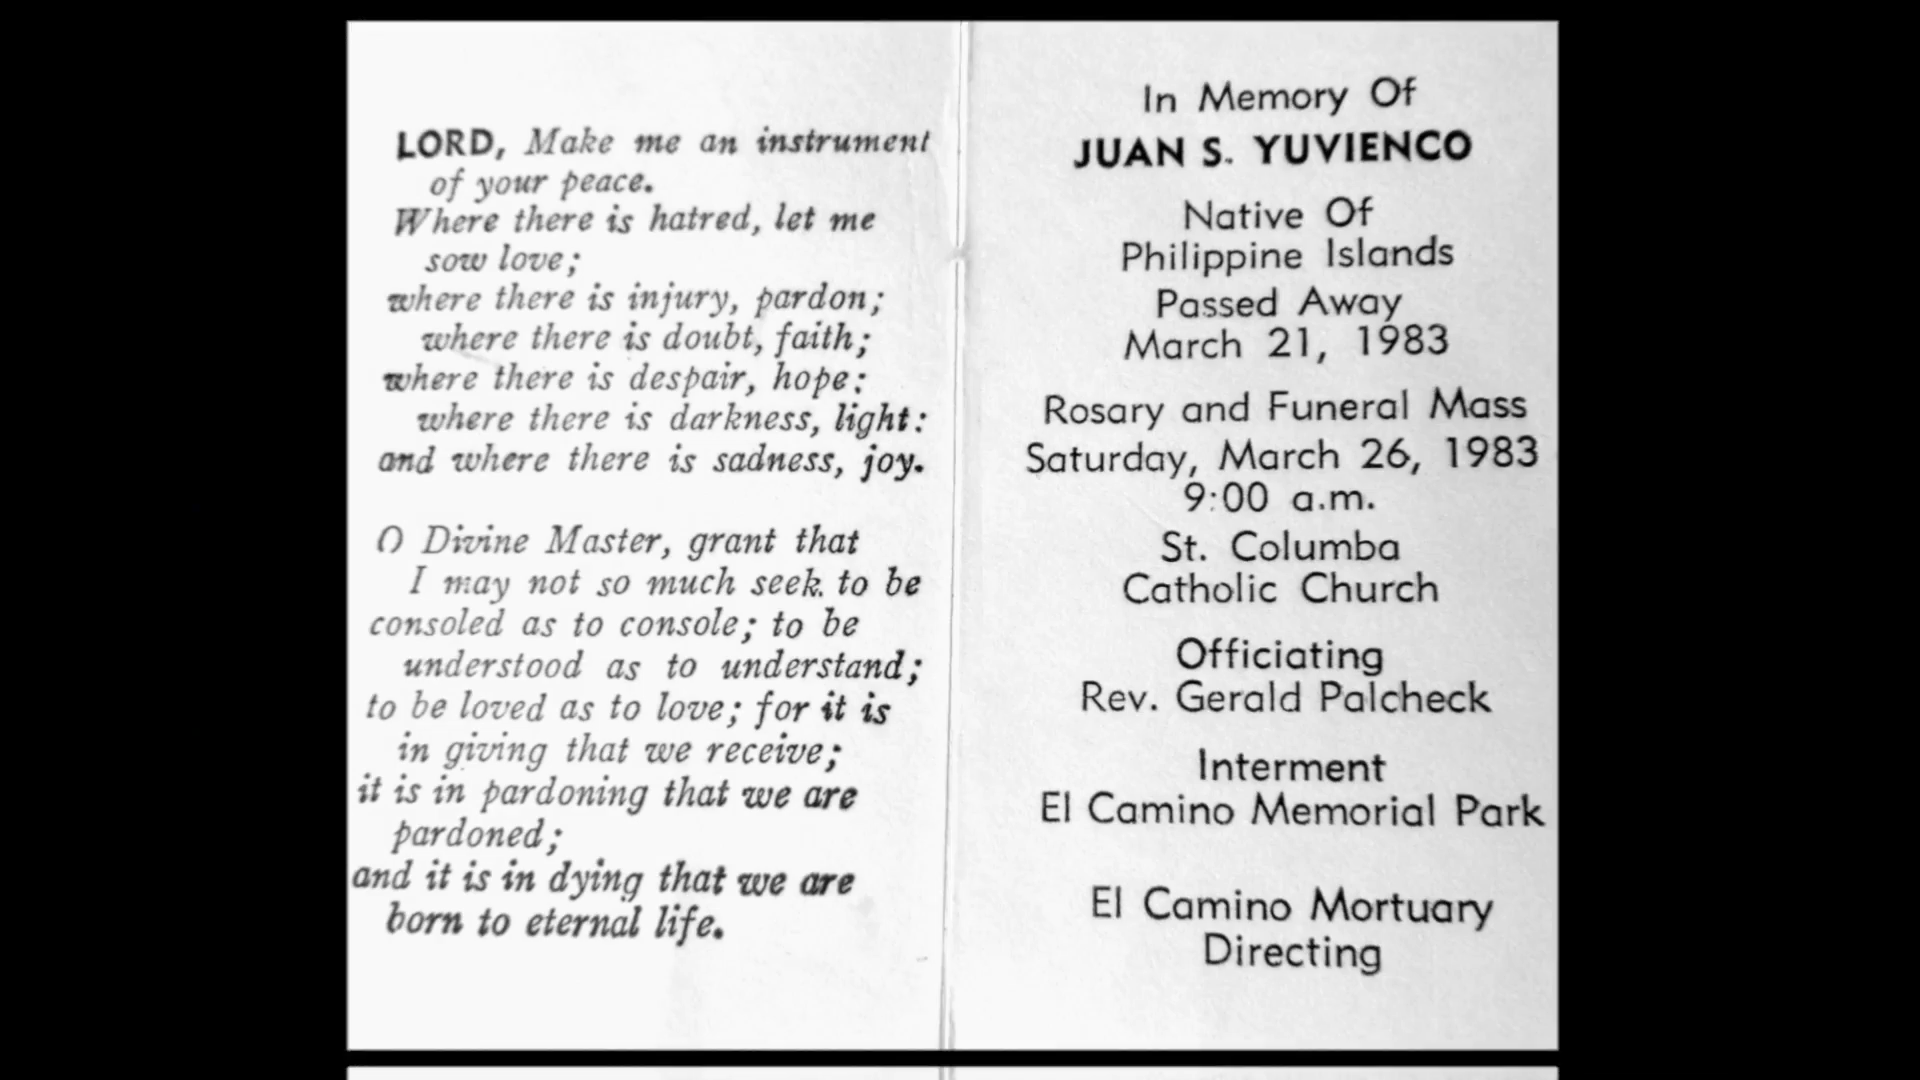 LORD, Make me an instrument
of your peace.
Where there is hatred, let me
sow love;
where there is injury, pardon;
where there is doubt, faith;
where there is despair, hope:
where there is darkness, light:
and where there is sadness, joy.
O Divine Master, grant that
I may not so much seek to be
consoled as to console; to be
understood as to understand;
to be loved as to love; for it is
in giving that we receive;
it is in pardoning that we are
pardoned;
and it is in dying that we are
born to eternal life.
In Memory Of
JUAN S. YUVIENCO
Native Of
Philippine Islands
Passed Away
March 21, 1983
Rosary and Funeral Mass
Saturday, March 26, 1983
9:00 a.m.
St. Columba
Catholic Church
Officiating
Rev. Gerald Palcheck
Interment
El Camino Memorial Park
El Camino Mortuary
Directing